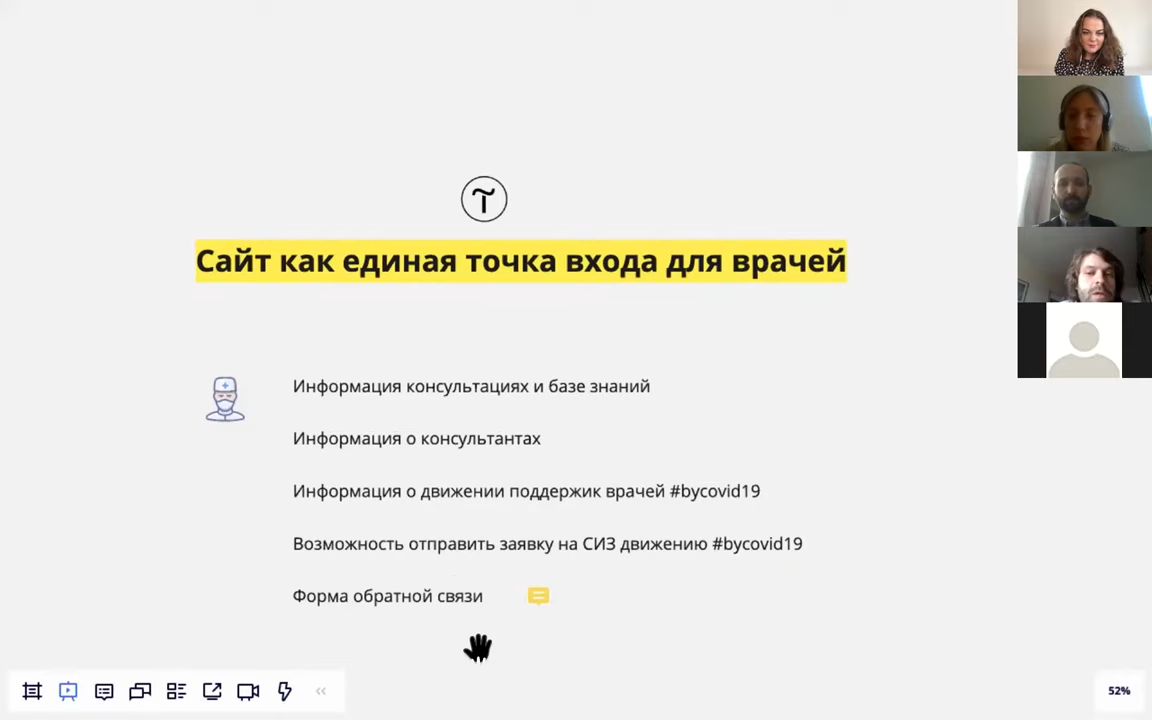 Сайт как единая точка входа для врачей
Информация консультациях и базе знаний
Информация о консультантах
Информация о движении поддержик врачей #bycovid19
Возможность отправить заявку на СИЗ движению #bycovid19
Форма обратной связи
52%